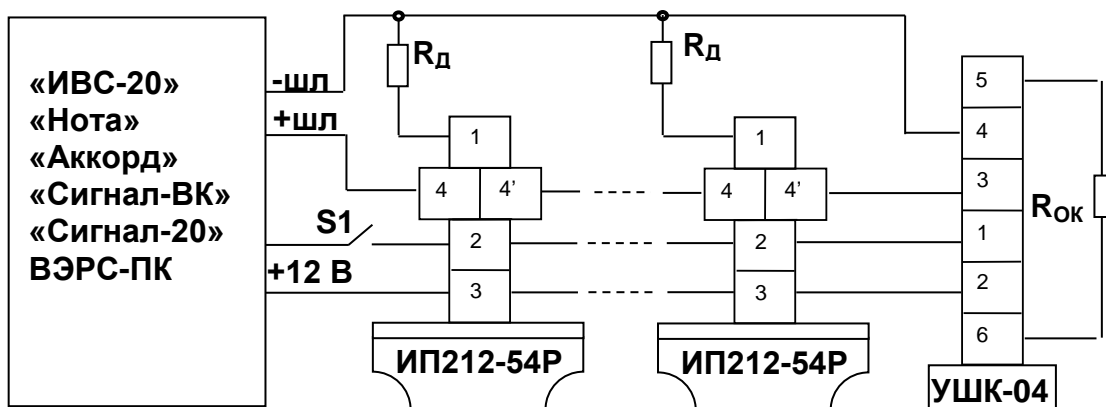 «ИВС-20»
«Нота»
«Аккорд»
«Сигнал-ВК»
«Сигнал-20»
ВЭРС-ПК
-шл
+шл
S1
+12 В
RД
1
4 4’
2
3
ИП212-54Р
RД
1
4 4’
2
3
ИП212-54Р
5
4
3
1
2
6
RОК
УШК-04